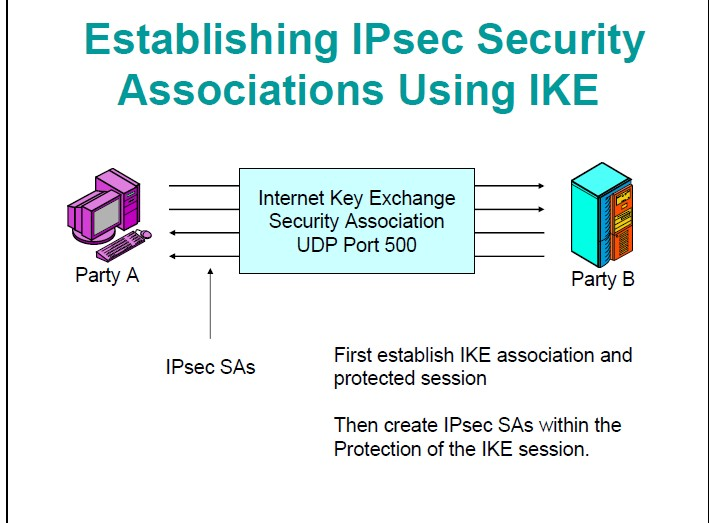 Establishing IPsec Security
Associations Using IKE
Internet Key Exchange
Security Association
UDP Port 500
Party A
Party B
IPsec SAs
First establish IKE association and
protected session
Then create IPsec SAs within the
Protection of the IKE session.